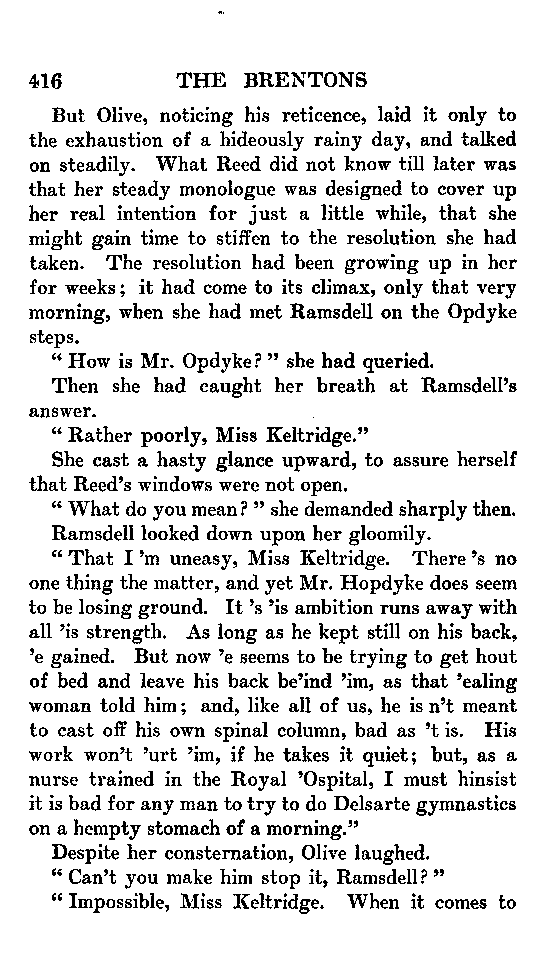 416 THE BRENTONS
But Olive, noticing his reticence, laid it only to
the exhaustion of a hideously rainy day, and talked
on steadily. What Reed did not know till later was
that her steady monologue was designed to cover up
her real intention for just a little while, that she
might gain time to stiffen to the resolution she had
taken. The resolution had been growing up in her
for weeks; it had come to its climax, only that very
morning, when she had met Ramsdell on the Opdyke
steps.
“ How is Mr. Opdyke? ” she had queried.
Then she had caught her breath at Ramsdell’s
answer.
“ Rather poorly, Miss Keltridge.”
She cast a hasty glance upward, to assure herself
that Reed’s windows were not open.
“ What do you mean? ” she demanded sharply then.
Ramsdell looked down upon her gloomily.
“ That I ’m uneasy, Miss Keltridge. There ’s no
one thing the matter, and yet Mr. Hopdyke does seem
to be losing ground. It ’s ’is ambition runs away with
all ’is strength. As long as he kept still on his back,
’e gained. But now ’e seems to be trying to get hout
of bed and leave his back be’ind ’im, as that ’ealing
woman told him; and, like all of us, he is n’t meant
to cast off his own spinal column, bad as ’t is. His
work won’t ’urt ’im, if he takes it quiet; but, as a
nurse trained in the Royal ’Ospital, I must hinsist
it is bad for any man to try to do Delsarte gymnastics
on a hempty stomach of a morning.”
Despite her consternation, Olive laughed.
“ Can’t you make him stop it, Ramsdell? ”
“ Impossible, Miss Keltridge. When it comes to